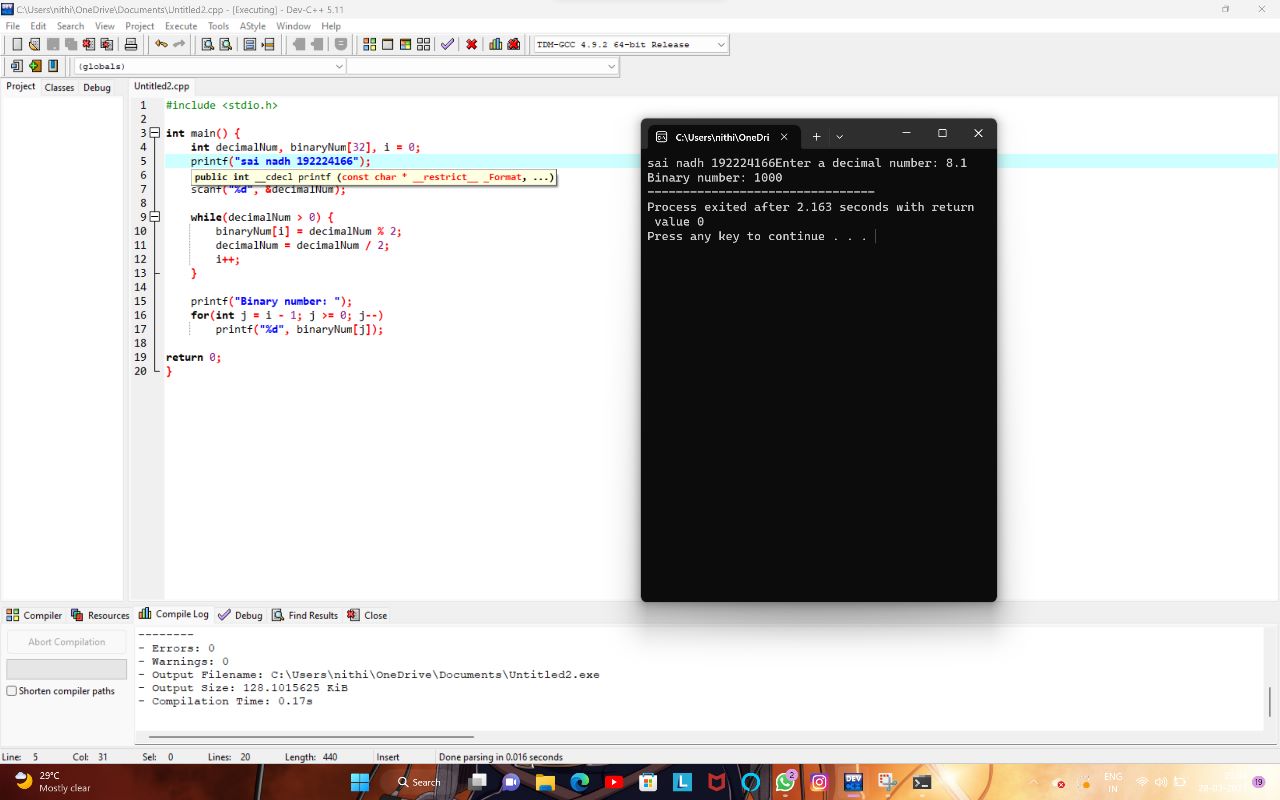 C:\Users\nithi\OneDrive\Documents\Untitled2.cpp - [Executing] - Dev-C++ 5.11
File Edit Search View Project Execute Tools AStyle Window Help
TDM-GCC 4.9.2 64-bit Release
(globals)
Project Classes Debug
Untitled2.cpp
1 #include <stdio.h>
2
3 int main() {
4 int decimalNum, binaryNum[32], i = 0;
5 printf("sai nadh 192224166");
6 public int __cdecl printf (const char * __restrict__ _Format, ...)
7 scanf("%d", &decimalNum);
8
9 while(decimalNum > 0) {
10 binaryNum[i] = decimalNum % 2;
11 decimalNum = decimalNum / 2;
12 i++;
13 }
14
15 printf("Binary number: ");
16 for(int j = i - 1; j >= 0; j--)
17 printf("%d", binaryNum[j]);
18
19 return 0;
20 }
C:\Users\nithi\OneDri
sai nadh 192224166Enter a decimal number: 8.1
Binary number: 1000
--------------------------------
Process exited after 2.163 seconds with return
value 0
Press any key to continue . . .
Compiler Resources Compile Log Debug Find Results Close
Abort Compilation
Shorten compiler paths
--------
- Errors: 0
- Warnings: 0
- Output Filename: C:\Users\nithi\OneDrive\Documents\Untitled2.exe
- Output Size: 128.1015625 KiB
- Compilation Time: 0.17s
Line: 5 Col: 31 Sel: 0 Lines: 20 Length: 440 Insert Done parsing in 0.016 seconds
29°C
Mostly clear
Search
L
2
DEV
ENG
IN
19